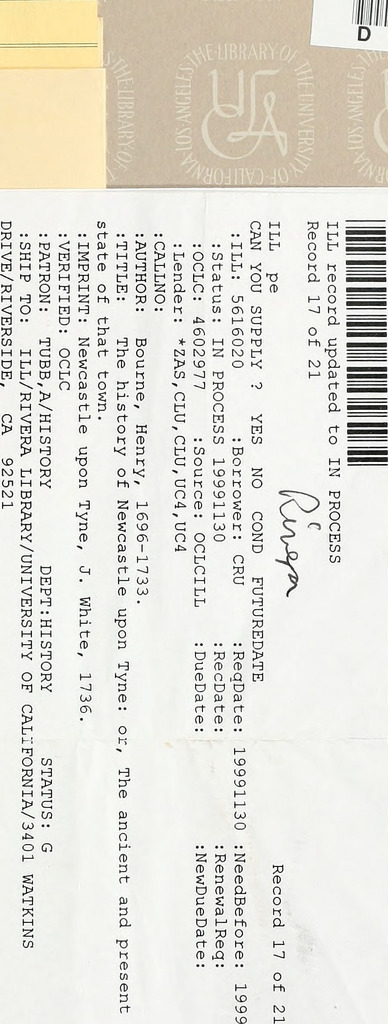 D
THE·LIBRARY OF THE UNIVERSITY OF CALIFORNIA·LOS ANGELES·
ILL record updated to IN PROCESS
Record 17 of 21
Rivera
ILL pe Record 17 of 21
CAN YOU SUPPLY ? YES NO COND FUTUREDATE
:ILL: 5616020 :Borrower: CRU :ReqDate: 19991130 :NeedBefore: 1999
:Status: IN PROCESS 19991130 :RecDate: :RenewalReq:
:OCLC: 4602977 :Source: OCLCILL :DueDate: :NewDueDate:
:Lender: *ZAS,CLU,CLU,UC4,UC4
:CALLNO:
:AUTHOR: Bourne, Henry, 1696-1733.
:TITLE: The history of Newcastle upon Tyne: or, The ancient and present
state of that town.
:IMPRINT: Newcastle upon Tyne, J. White, 1736.
:VERIFIED: OCLC
:PATRON: TUBB,A/HISTORY DEPT:HISTORY STATUS: G
:SHIP TO: ILL/RIVERA LIBRARY/UNIVERSITY OF CALIFORNIA/3401 WATKINS
DRIVE/RIVERSIDE, CA 92521